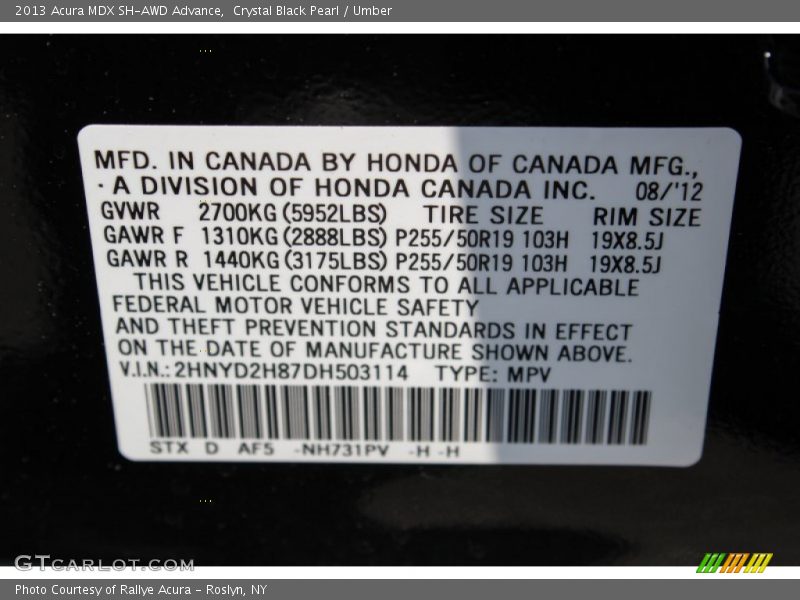 2013 Acura MDX SH-AWD Advance, Crystal Black Pearl / Umber
MFD. IN CANADA BY HONDA OF CANADA MFG.,
· A DIVISION OF HONDA CANADA INC. 08/'12
GVWR 2700KG (5952LBS) TIRE SIZE RIM SIZE
GAWR F 1310KG (2888LBS) P255/50R19 103H 19X8.5J
GAWR R 1440KG (3175LBS) P255/50R19 103H 19X8.5J
THIS VEHICLE CONFORMS TO ALL APPLICABLE
FEDERAL MOTOR VEHICLE SAFETY
AND THEFT PREVENTION STANDARDS IN EFFECT
ON THE DATE OF MANUFACTURE SHOWN ABOVE.
V.I.N.: 2HNYD2H87DH503114 TYPE: MPV
STX D AF5 -NH731PV -H -H
GTCARLOT.COM
Photo Courtesy of Rallye Acura - Roslyn, NY